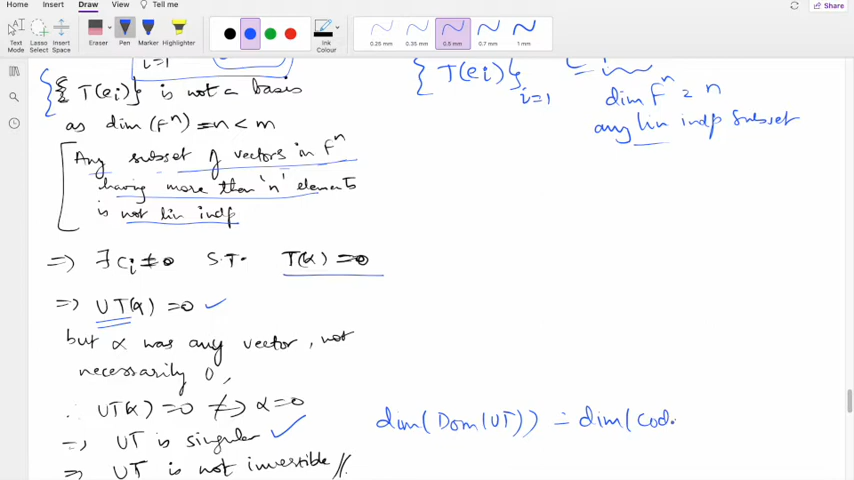 Home Insert Draw View Share
Text Mode
Lasso Select
Insert Space
Eraser
Pen
Marker
Highlighter
Ink Colour
0.25 mm
0.35 mm
0.5 mm
0.7 mm
1 mm
i=1
{T(ei)} is not a basis
as dim (F^n) = n < m
[Any subset of vectors in F^n
having more than 'n' elements
is not lin indp
=> ∃ ci ≠ 0 S.T. T(α) = 0
=> UT(α) = 0 ✓
but α was any vector, not
necessarily 0,
∴ UT(α) = 0 ≠> α = 0
=> UT is singular ✓
=> UT is not invertible //
{T(ei)} i=1
dim F^n = n
any lin indp subset
dim(Dom(UT)) = dim(Cod